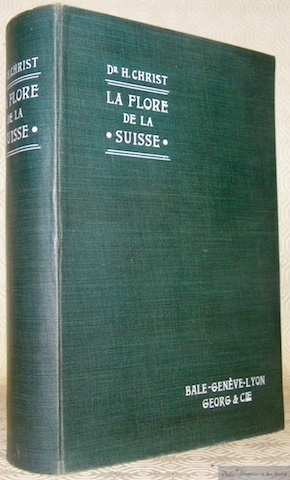 DR H. CHRIST
LA FLORE
DE LA
SUISSE •
DR H. CHRIST
LA FLORE
DE LA
• SUISSE •
BALE-GENÈVE-LYON
GEORG & CIE